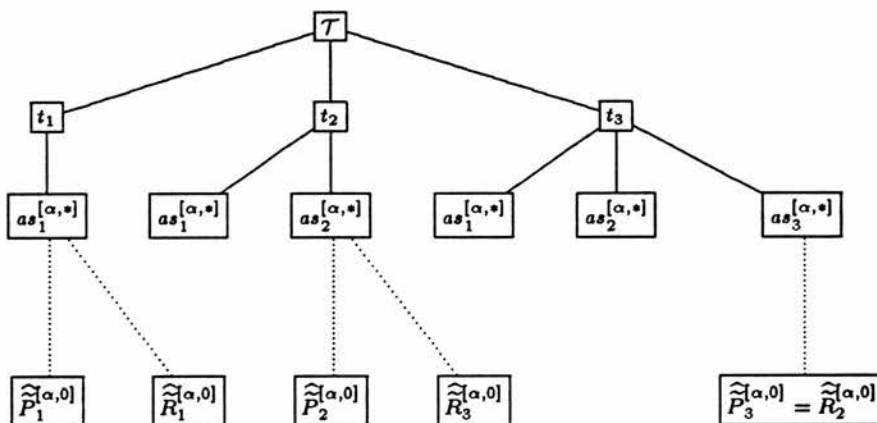 𝒯
t₁ t₂ t₃
as₁^[α,*] as₁^[α,*] as₂^[α,*] as₁^[α,*] as₂^[α,*] as₃^[α,*]
P̃̃₁^[α,0] R̃̃₁^[α,0] P̃̃₂^[α,0] R̃̃₃^[α,0] P̃̃₃^[α,0] = R̃̃₂^[α,0]